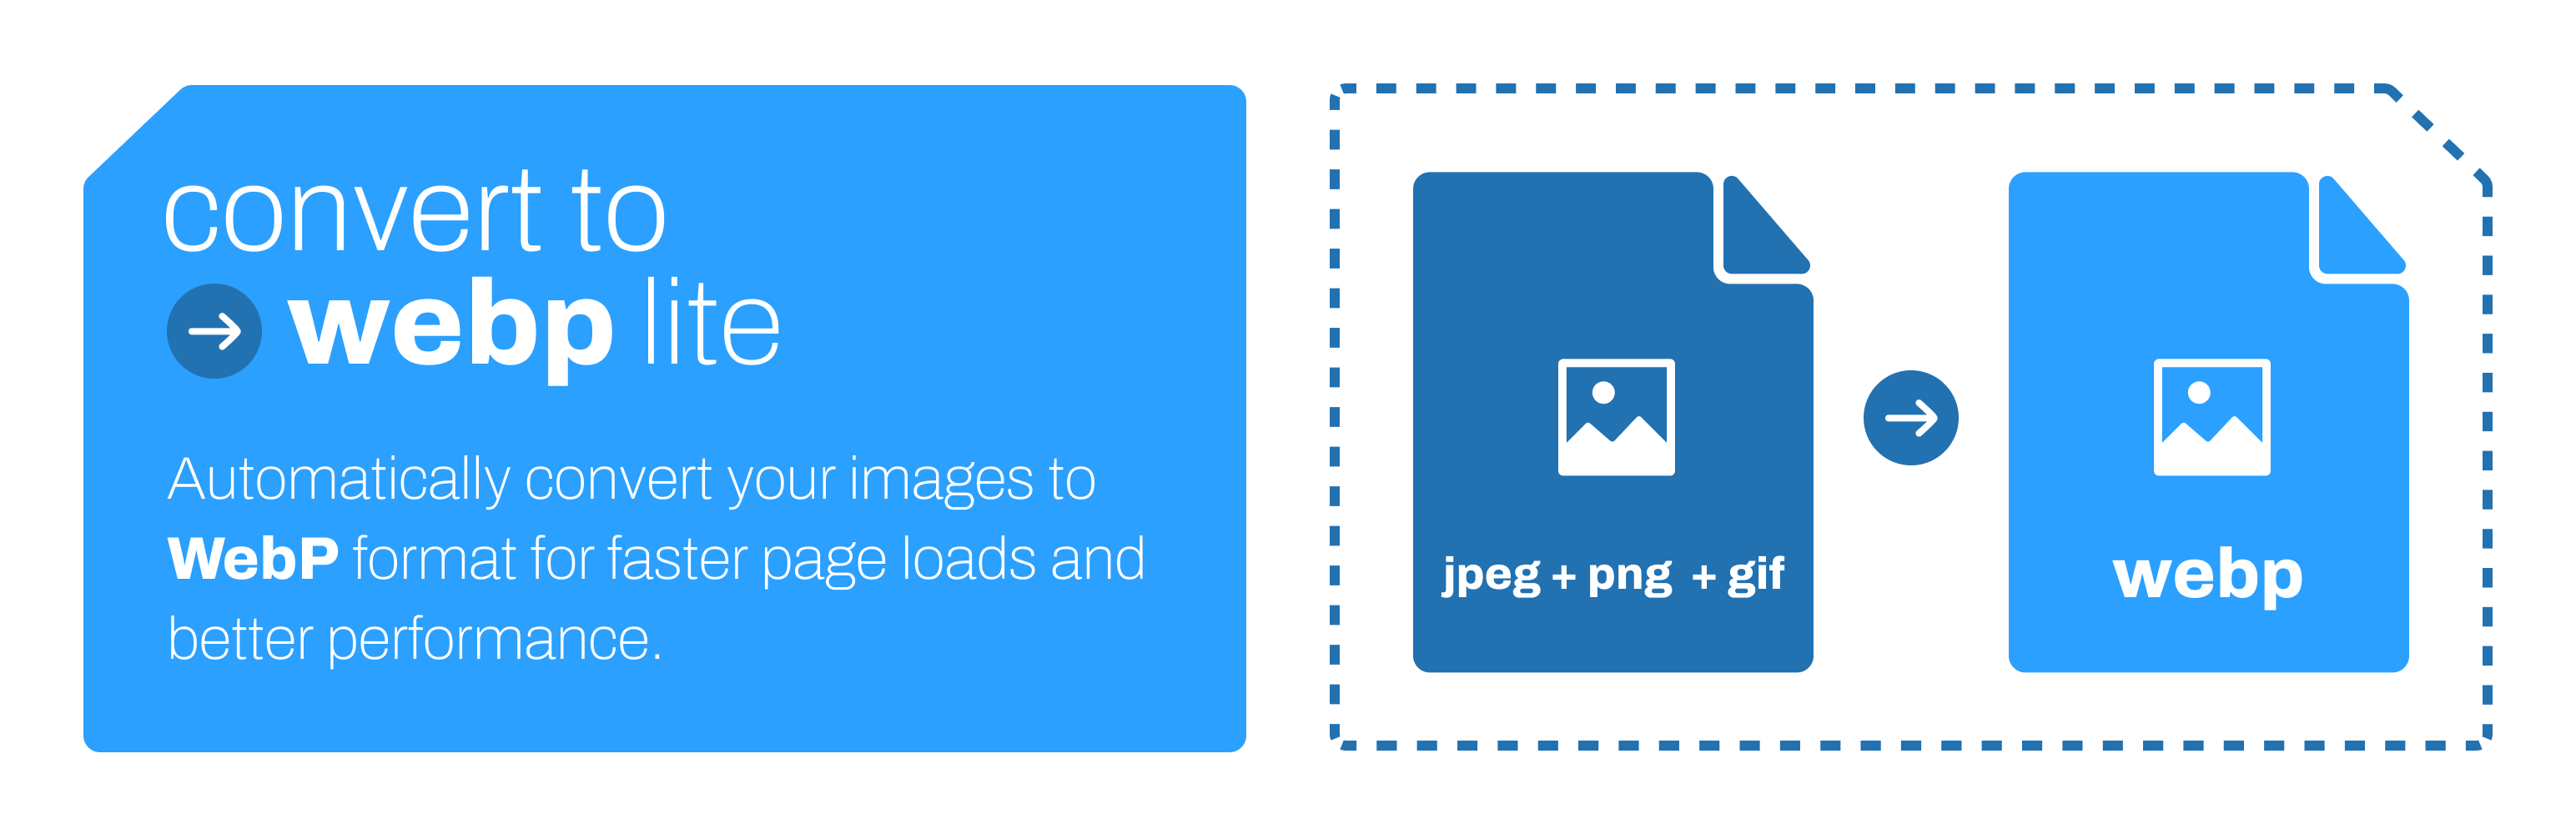 convert to
webp lite
Automatically convert your images to
WebP format for faster page loads and
better performance.
jpeg + png + gif
webp